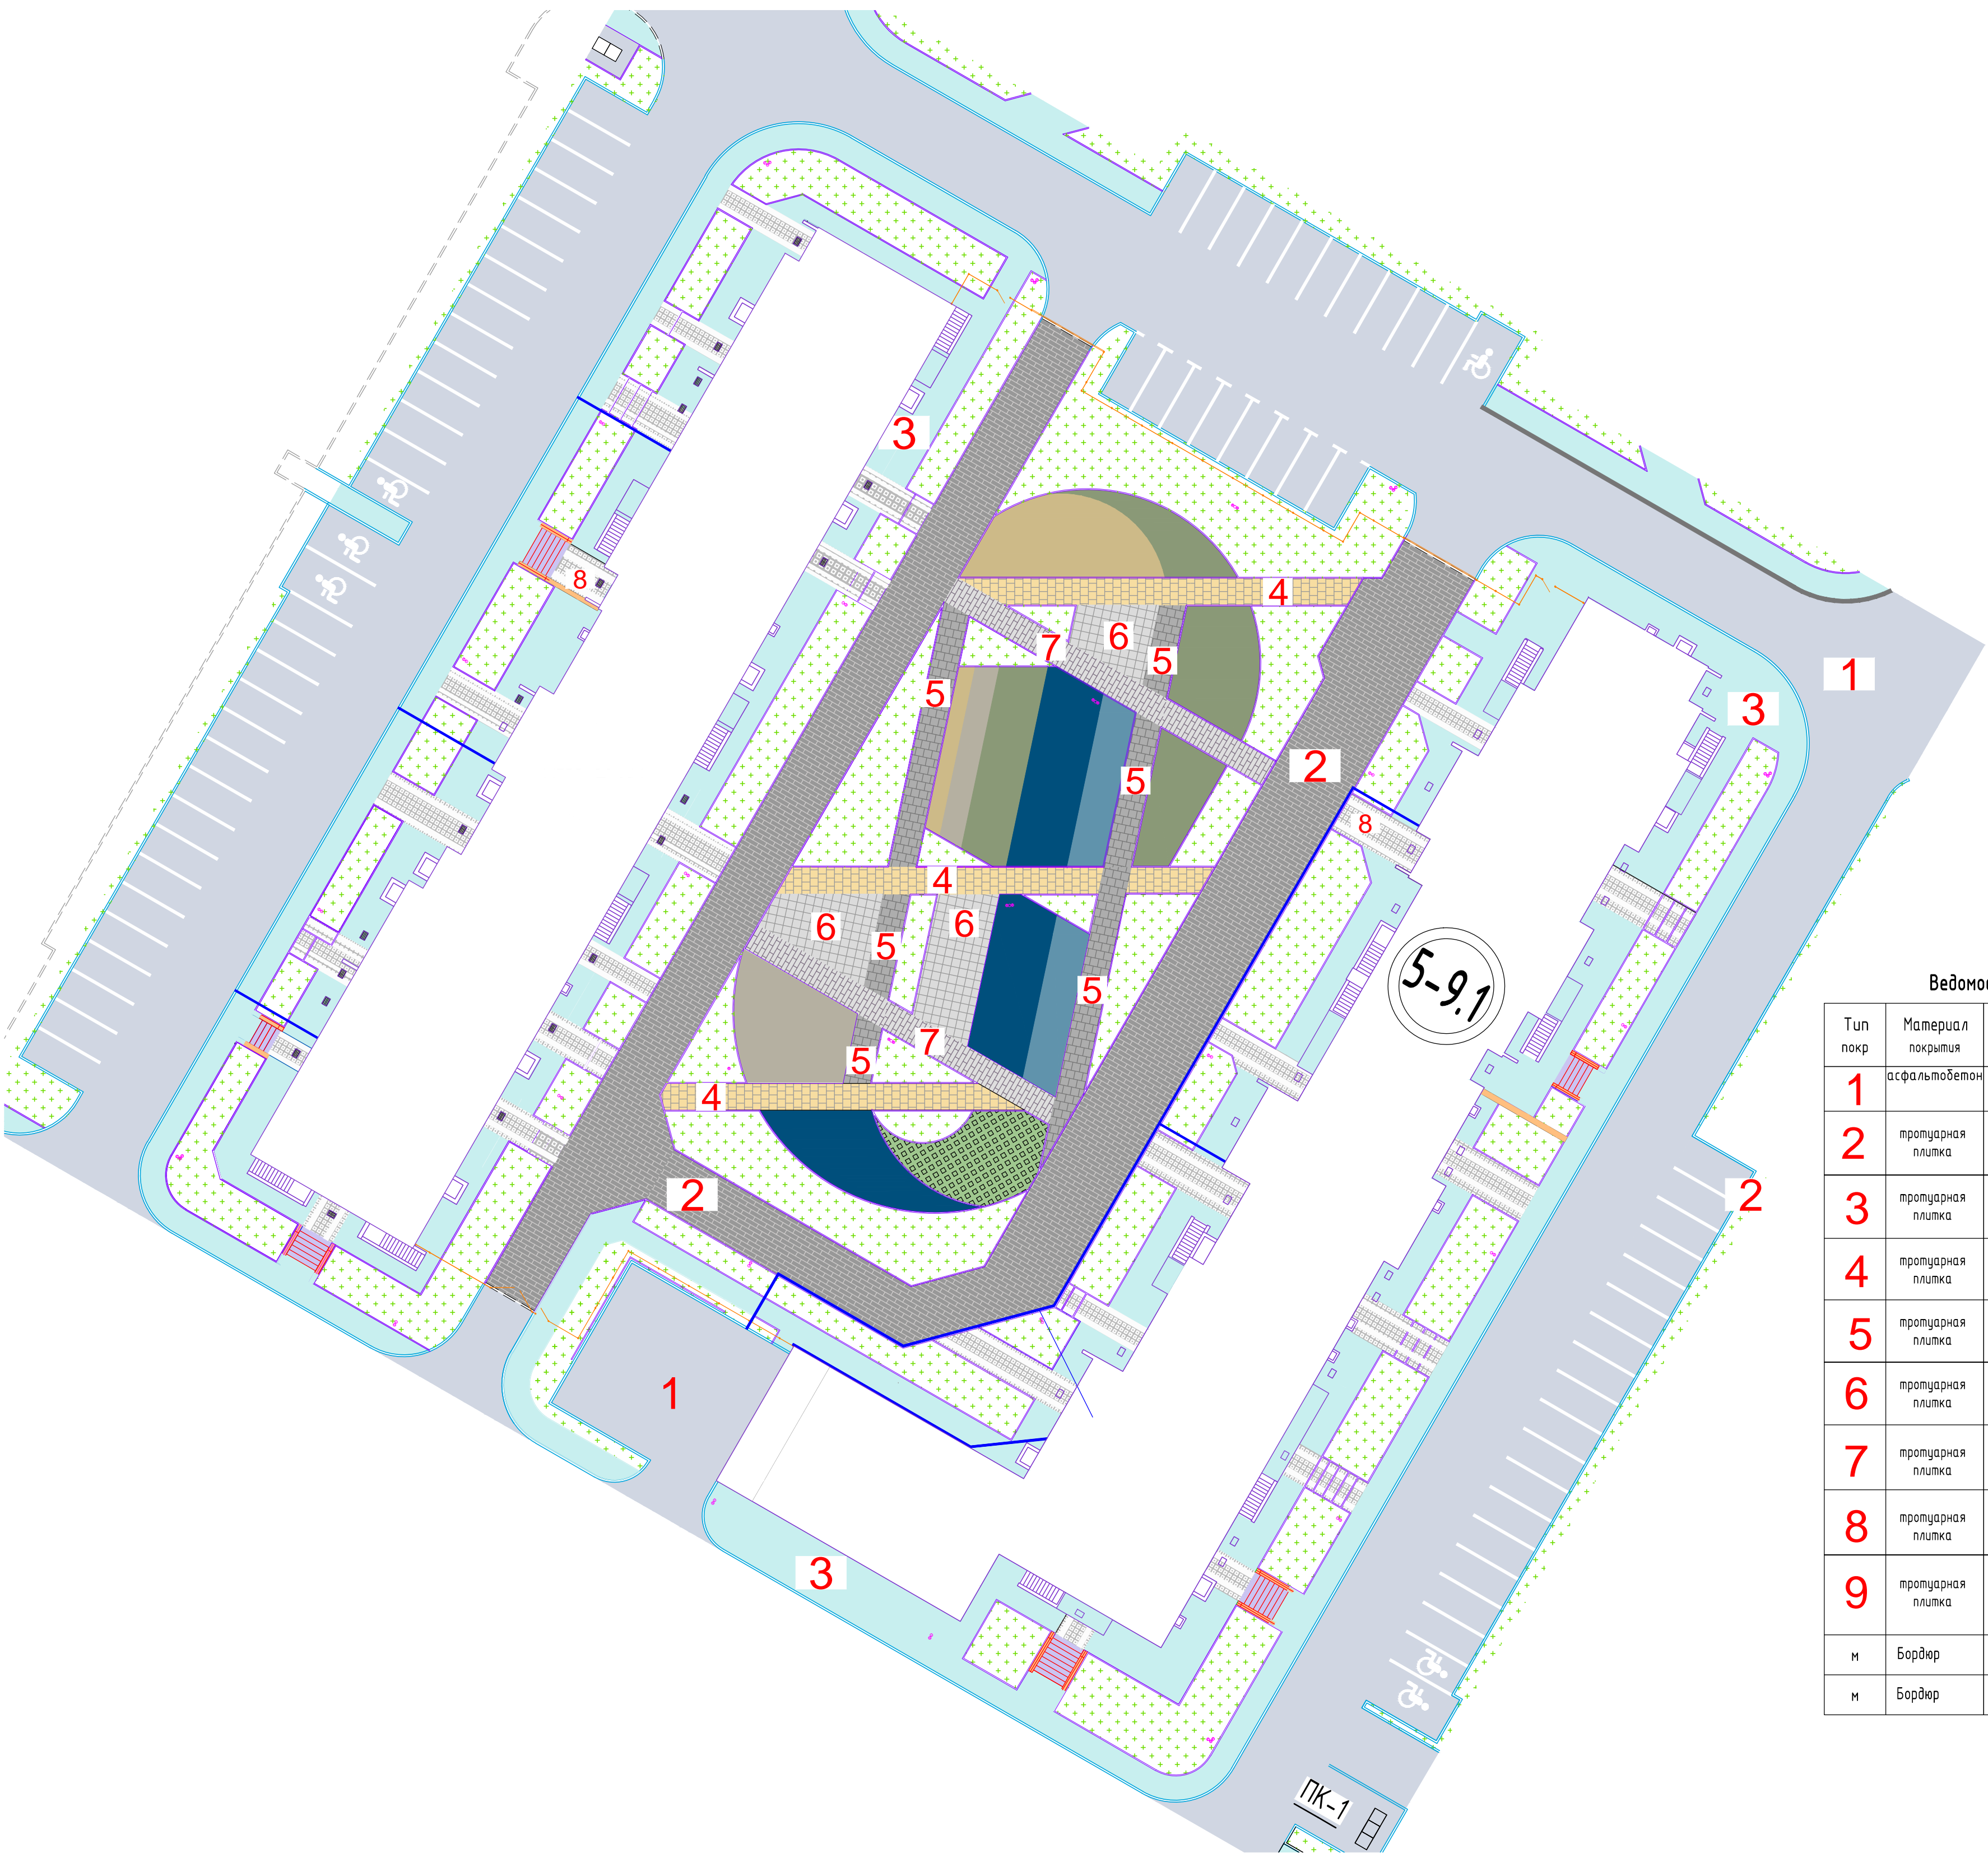 3
8
4
7
6
5
5
3
1
2
5
8
4
6
5
6
5
5-9.1
5
7
5
4
2
2
1
3
ПК-1
Ведомо
Тип покр
Материал покрытия
1
асфальтобетон
2
тротуарная
плитка
3
тротуарная
плитка
4
тротуарная
плитка
5
тротуарная
плитка
6
тротуарная
плитка
7
тротуарная
плитка
8
тротуарная
плитка
9
тротуарная
плитка
м
Бордюр
м
Бордюр